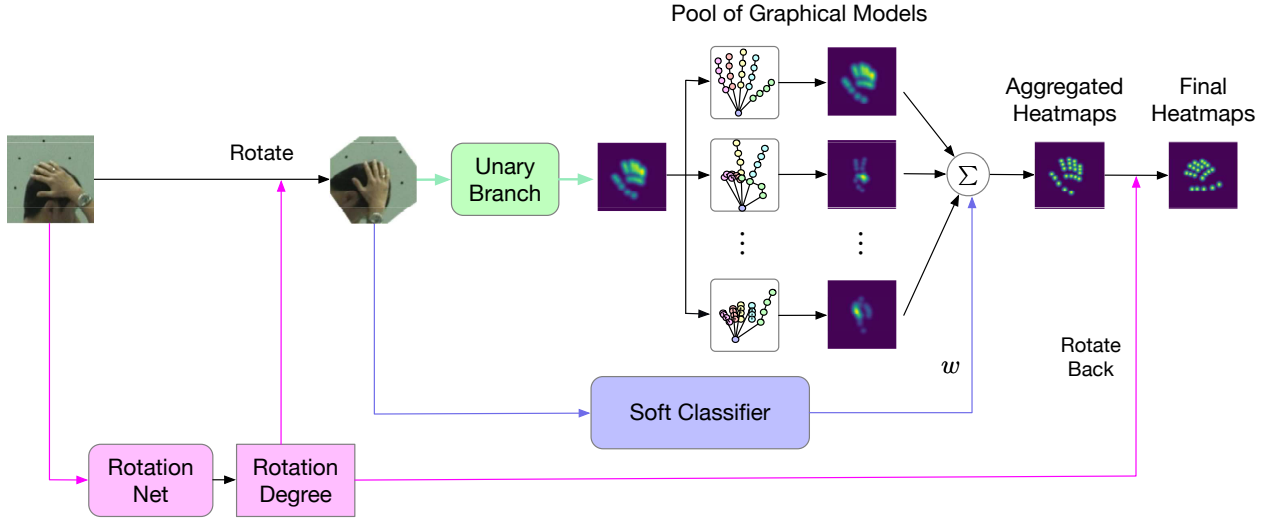 Pool of Graphical Models
Aggregated
Heatmaps
Final
Heatmaps
Rotate
Unary
Branch
Σ
Rotate
Back
w
Soft Classifier
Rotation
Net
Rotation
Degree